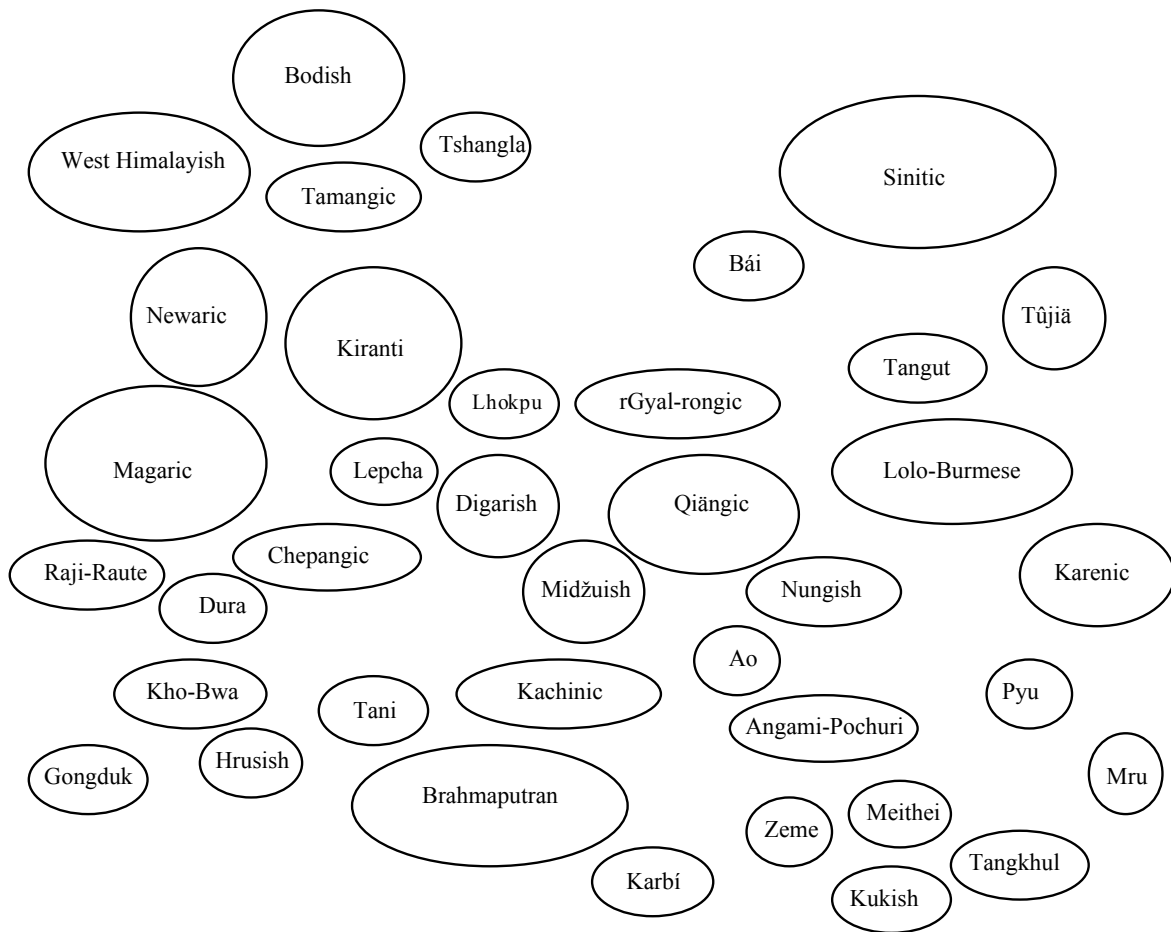 Bodish
Tshangla
West Himalayish
Sinitic
Tamangic
Bái
Newaric
Tûjiä
Kiranti
Tangut
Lhokpu
rGyal-rongic
Magaric
Lepcha
Lolo-Burmese
Digarish
Qiängic
Chepangic
Raji-Raute
Karenic
Midžuish
Nungish
Dura
Ao
Kho-Bwa
Kachinic
Pyu
Tani
Angami-Pochuri
Hrusish
Gongduk
Mru
Brahmaputran
Meithei
Zeme
Tangkhul
Karbí
Kukish